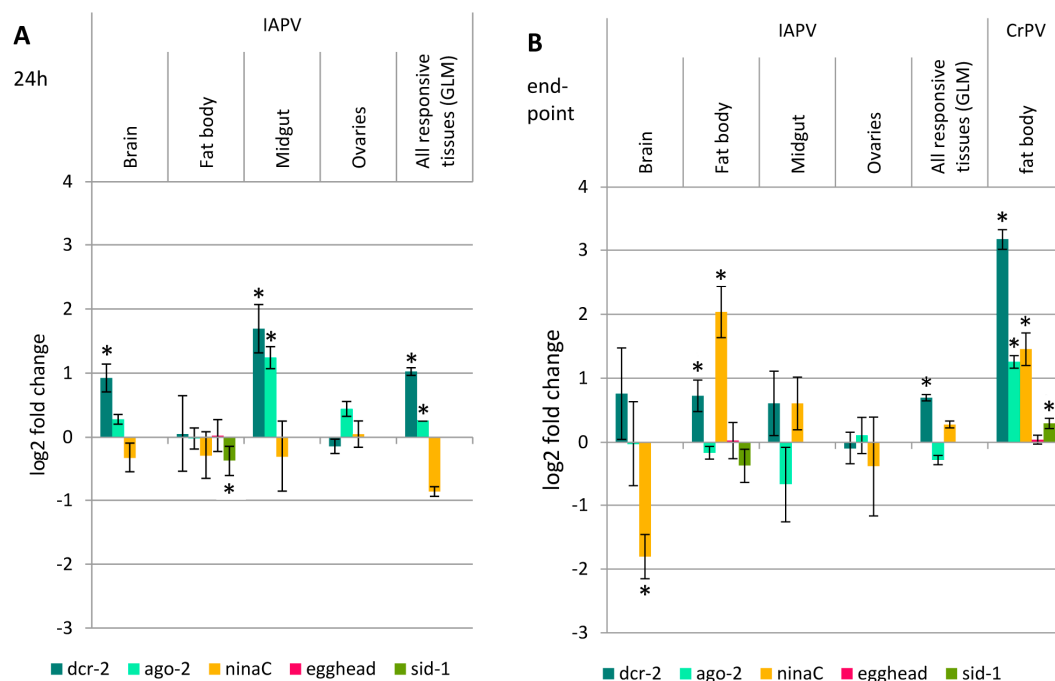 A
24h
IAPV
Brain
Fat body
Midgut
Ovaries
All responsive
tissues (GLM)
log2 fold change
4
3
2
1
0
-1
-2
-3
*
*
*
*
*
*
dcr-2 ago-2 ninaC egghead sid-1
B
end-
point
IAPV
CrPV
Brain
Fat body
Midgut
Ovaries
All responsive
tissues (GLM)
fat body
log2 fold change
4
3
2
1
0
-1
-2
-3
*
*
*
*
*
*
*
*
dcr-2 ago-2 ninaC egghead sid-1